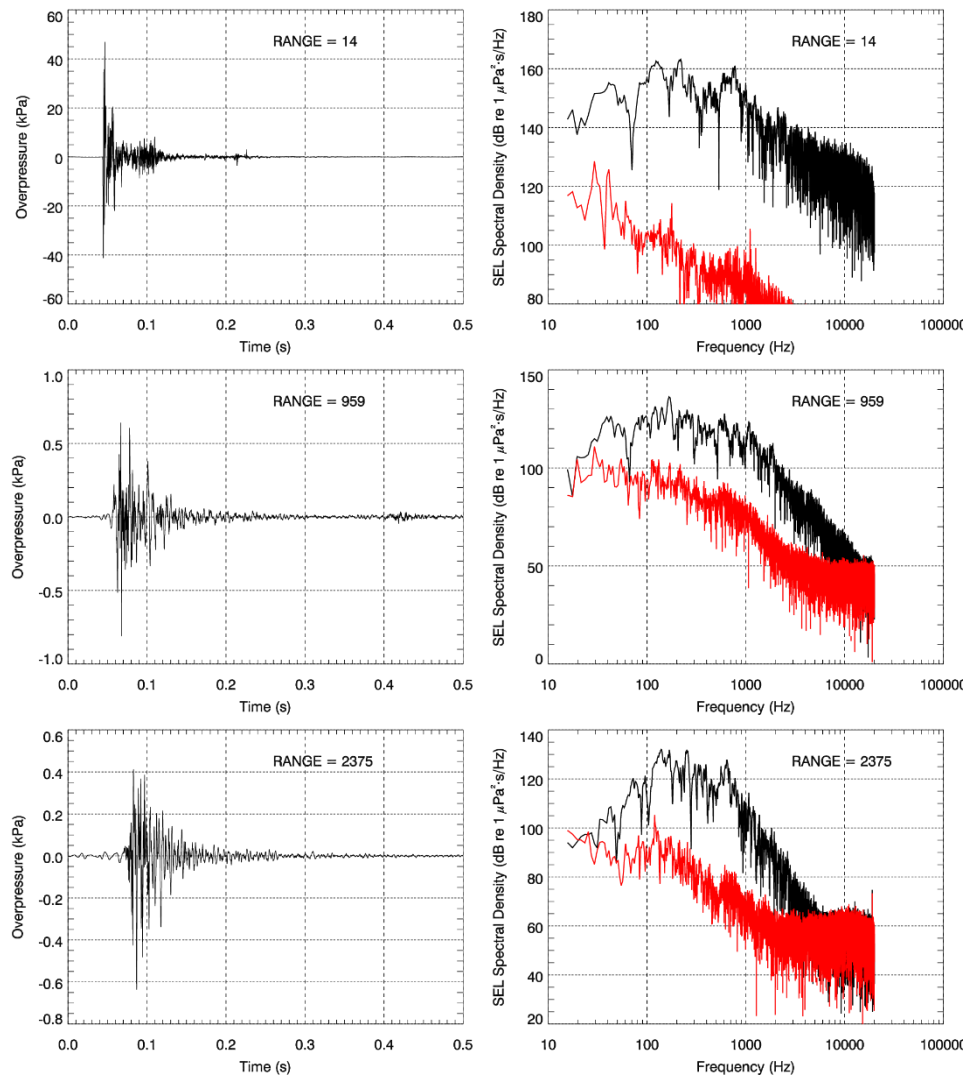 RANGE = 14
Overpressure (kPa)
60
40
20
0
-20
-40
-60
0.0 0.1 0.2 0.3 0.4 0.5
Time (s)
RANGE = 14
SEL Spectral Density (dB re 1 μPa²·s/Hz)
180
160
140
120
100
80
10 100 1000 10000 100000
Frequency (Hz)
RANGE = 959
Overpressure (kPa)
1.0
0.5
0.0
-0.5
-1.0
0.0 0.1 0.2 0.3 0.4 0.5
Time (s)
RANGE = 959
SEL Spectral Density (dB re 1 μPa²·s/Hz)
150
100
50
0
10 100 1000 10000 100000
Frequency (Hz)
RANGE = 2375
Overpressure (kPa)
0.6
0.4
0.2
0.0
-0.2
-0.4
-0.6
-0.8
0.0 0.1 0.2 0.3 0.4 0.5
Time (s)
RANGE = 2375
SEL Spectral Density (dB re 1 μPa²·s/Hz)
140
120
100
80
60
40
20
10 100 1000 10000 100000
Frequency (Hz)